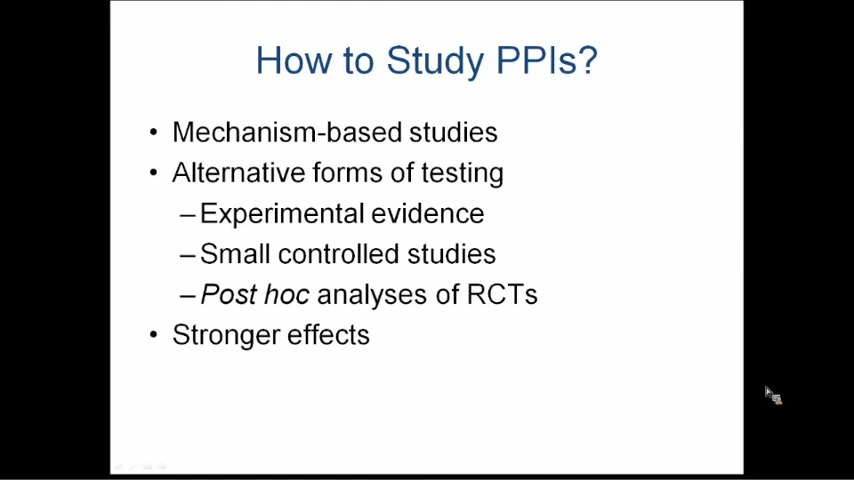 How to Study PPIs?
• Mechanism-based studies
• Alternative forms of testing
–Experimental evidence
–Small controlled studies
–Post hoc analyses of RCTs
• Stronger effects